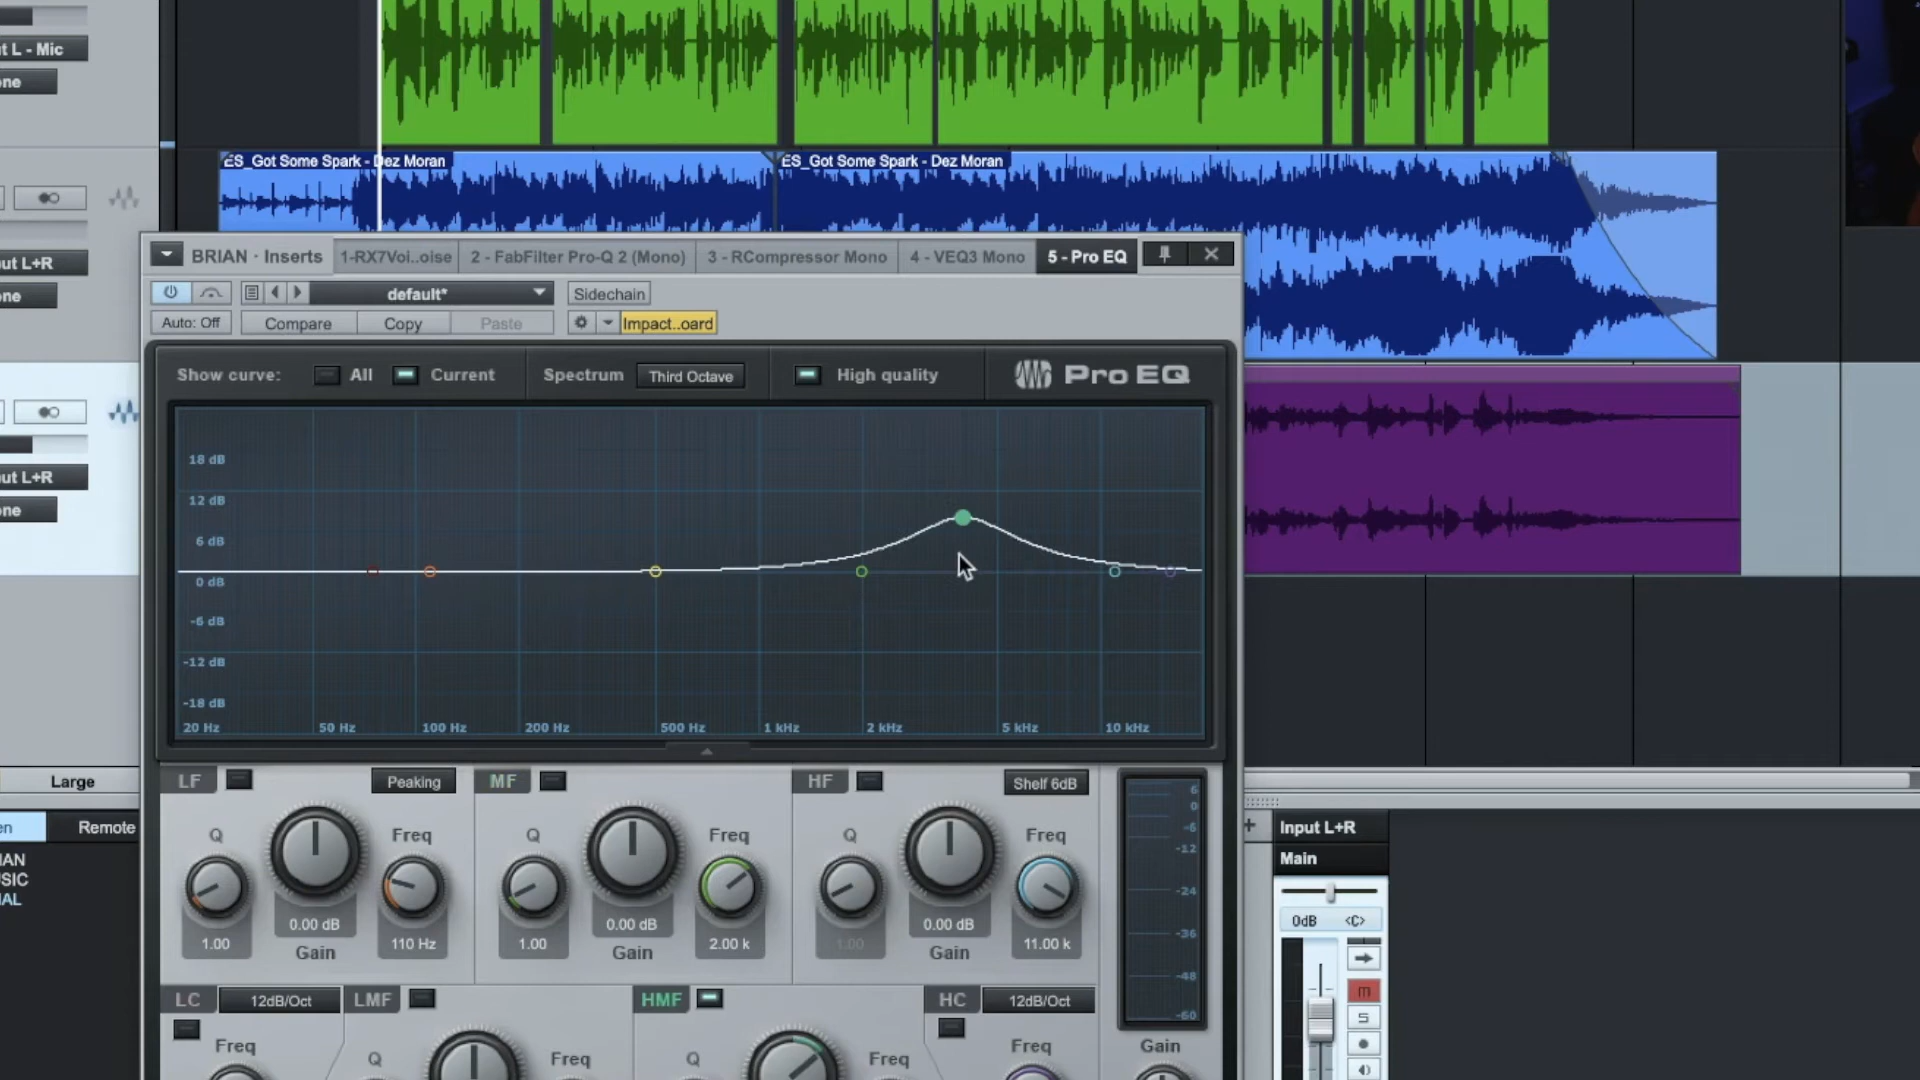 t L - Mic
ne
ES_Got Some Spark - Dez Moran
ES_Got Some Spark - Dez Moran
ut L+R
ne
BRIAN · Inserts
1-RX7Voi..oise
2 - FabFilter Pro-Q 2 (Mono)
3 - RCompressor Mono
4 - VEQ3 Mono
5 - Pro EQ
default*
Sidechain
Auto: Off
Compare
Copy
Paste
Impact..oard
Show curve:
All
Current
Spectrum
Third Octave
High quality
Pro EQ
18 dB
12 dB
6 dB
0 dB
-6 dB
-12 dB
-18 dB
20 Hz
50 Hz
100 Hz
200 Hz
500 Hz
1 kHz
2 kHz
5 kHz
10 kHz
ut L+R
ne
Large
en
Remote
IAN
SIC
IAL
LF
Peaking
Q
Freq
1.00
0.00 dB
Gain
110 Hz
MF
Q
Freq
1.00
0.00 dB
Gain
2.00 k
HF
Shelf 6dB
Q
Freq
1.00
0.00 dB
Gain
11.00 k
6
0
-6
-12
-24
-36
-48
-60
Gain
LC
12dB/Oct
Freq
LMF
Q
Freq
HMF
Q
Freq
HC
12dB/Oct
Freq
Input L+R
Main
0dB
<C>
m
S